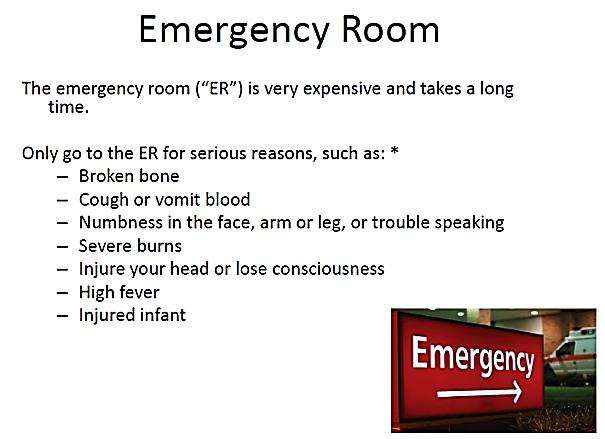 Emergency Room
The emergency room (“ER”) is very expensive and takes a long
time.
Only go to the ER for serious reasons, such as: *
– Broken bone
– Cough or vomit blood
– Numbness in the face, arm or leg, or trouble speaking
– Severe burns
– Injure your head or lose consciousness
– High fever
– Injured infant
Emergency